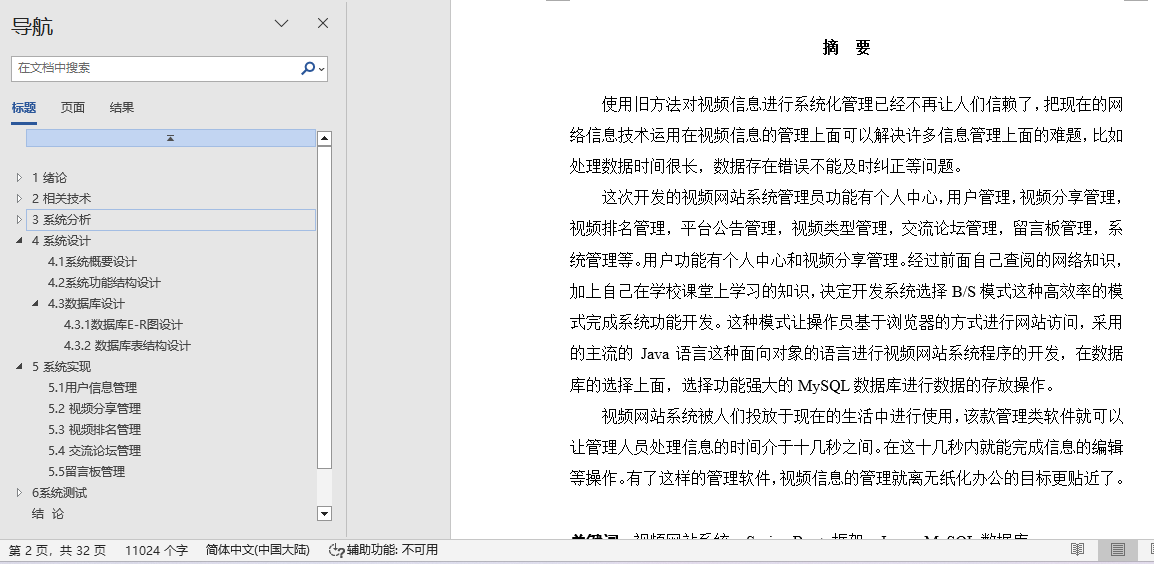 导航
在文档中搜索
标题 页面 结果
1 绪论
2 相关技术
3 系统分析
4 系统设计
4.1系统概要设计
4.2系统功能结构设计
4.3数据库设计
4.3.1数据库E-R图设计
4.3.2 数据库表结构设计
5 系统实现
5.1用户信息管理
5.2 视频分享管理
5.3 视频排名管理
5.4 交流论坛管理
5.5留言板管理
6系统测试
结 论
摘 要
使用旧方法对视频信息进行系统化管理已经不再让人们信赖了，把现在的网
络信息技术运用在视频信息的管理上面可以解决许多信息管理上面的难题，比如
处理数据时间很长，数据存在错误不能及时纠正等问题。
这次开发的视频网站系统管理员功能有个人中心，用户管理，视频分享管理，
视频排名管理，平台公告管理，视频类型管理，交流论坛管理，留言板管理，系
统管理等。用户功能有个人中心和视频分享管理。经过前面自己查阅的网络知识，
加上自己在学校课堂上学习的知识，决定开发系统选择 B/S 模式这种高效率的模
式完成系统功能开发。这种模式让操作员基于浏览器的方式进行网站访问，采用
的主流的 Java 语言这种面向对象的语言进行视频网站系统程序的开发，在数据
库的选择上面，选择功能强大的 MySQL 数据库进行数据的存放操作。
视频网站系统被人们投放于现在的生活中进行使用，该款管理类软件就可以
让管理人员处理信息的时间介于十几秒之间。在这十几秒内就能完成信息的编辑
等操作。有了这样的管理软件，视频信息的管理就离无纸化办公的目标更贴近了。
第 2 页，共 32 页 11024 个字 简体中文(中国大陆) 辅助功能: 不可用